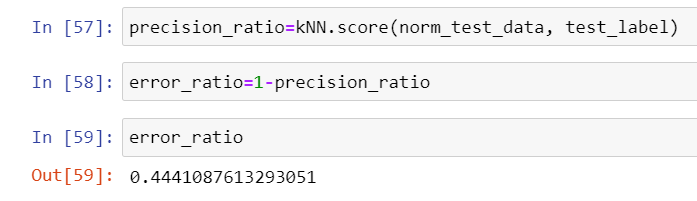 In [57]: precision_ratio=kNN.score(norm_test_data, test_label)
In [58]: error_ratio=1-precision_ratio
In [59]: error_ratio
Out[59]: 0.4441087613293051